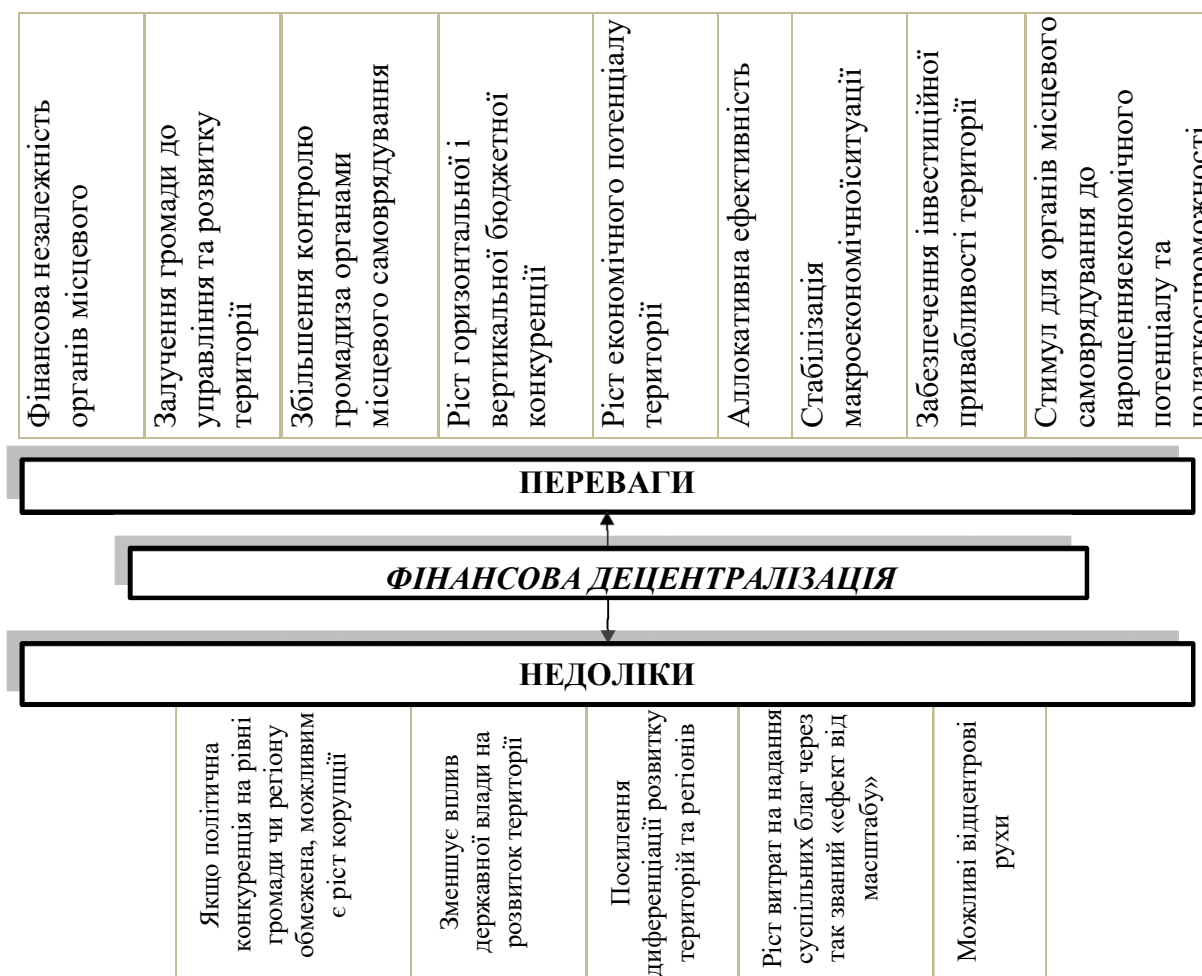 Фінансова незалежність
органів місцевого
Залучення громади до
управління та розвитку
території
Збільшення контролю
громадиза органами
місцевого самоврядування
Ріст горизонтальної і
вертикальної бюджетної
конкуренції
Ріст економічного потенціалу
території
Аллокативна ефективність
Стабілізація
макроекономічноїситуації
Забезпечення інвестиційної
привабливості території
Стимул для органів місцевого
самоврядування до
нарощенняекономічного
потенціалу та
податкоспроможності
ПЕРЕВАГИ
ФІНАНСОВА ДЕЦЕНТРАЛІЗАЦІЯ
НЕДОЛІКИ
Якщо політична
конкуренція на рівні
громади чи регіону
обмежена, можливим
є ріст корупції
Зменшує вплив
державної влади на
розвиток території
Посилення
диференціації розвитку
територій та регіонів
Ріст витрат на надання
суспільних благ через
так званий «ефект від
масштабу»
Можливі відцентрові
рухи